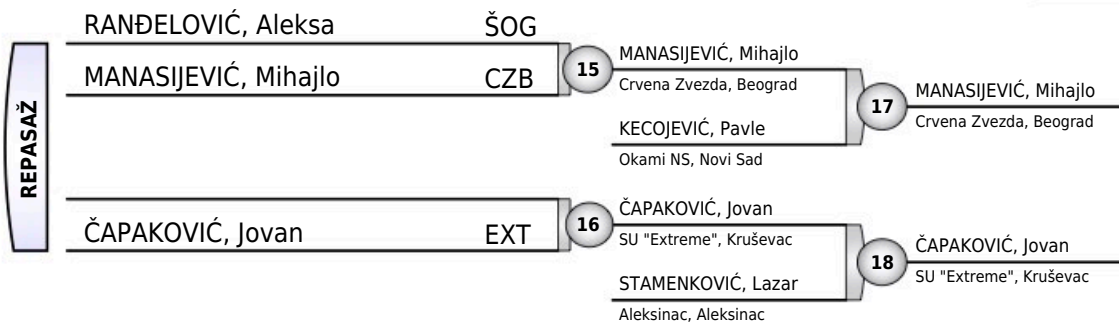 REPASAŽ
RANĐELOVIĆ, Aleksa ŠOG
MANASIJEVIĆ, Mihajlo CZB
15
MANASIJEVIĆ, Mihajlo
Crvena Zvezda, Beograd
KECOJEVIĆ, Pavle
Okami NS, Novi Sad
17
MANASIJEVIĆ, Mihajlo
Crvena Zvezda, Beograd
ČAPAKOVIĆ, Jovan EXT
16
ČAPAKOVIĆ, Jovan
SU "Extreme", Kruševac
STAMENKOVIĆ, Lazar
Aleksinac, Aleksinac
18
ČAPAKOVIĆ, Jovan
SU "Extreme", Kruševac